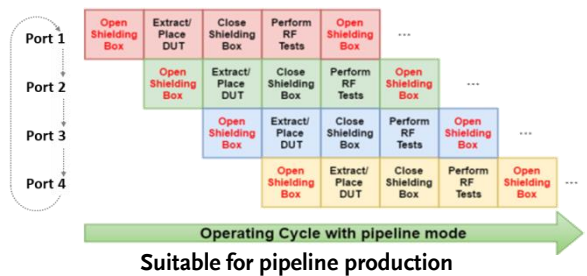 Port 1
Open Shielding Box
Extract/ Place DUT
Close Shielding Box
Perform RF Tests
Open Shielding Box
...
Port 2
Open Shielding Box
Extract/ Place DUT
Close Shielding Box
Perform RF Tests
Open Shielding Box
...
Port 3
Open Shielding Box
Extract/ Place DUT
Close Shielding Box
Perform RF Tests
Open Shielding Box
...
Port 4
Open Shielding Box
Extract/ Place DUT
Close Shielding Box
Perform RF Tests
Open Shielding Box
...
Operating Cycle with pipeline mode
Suitable for pipeline production